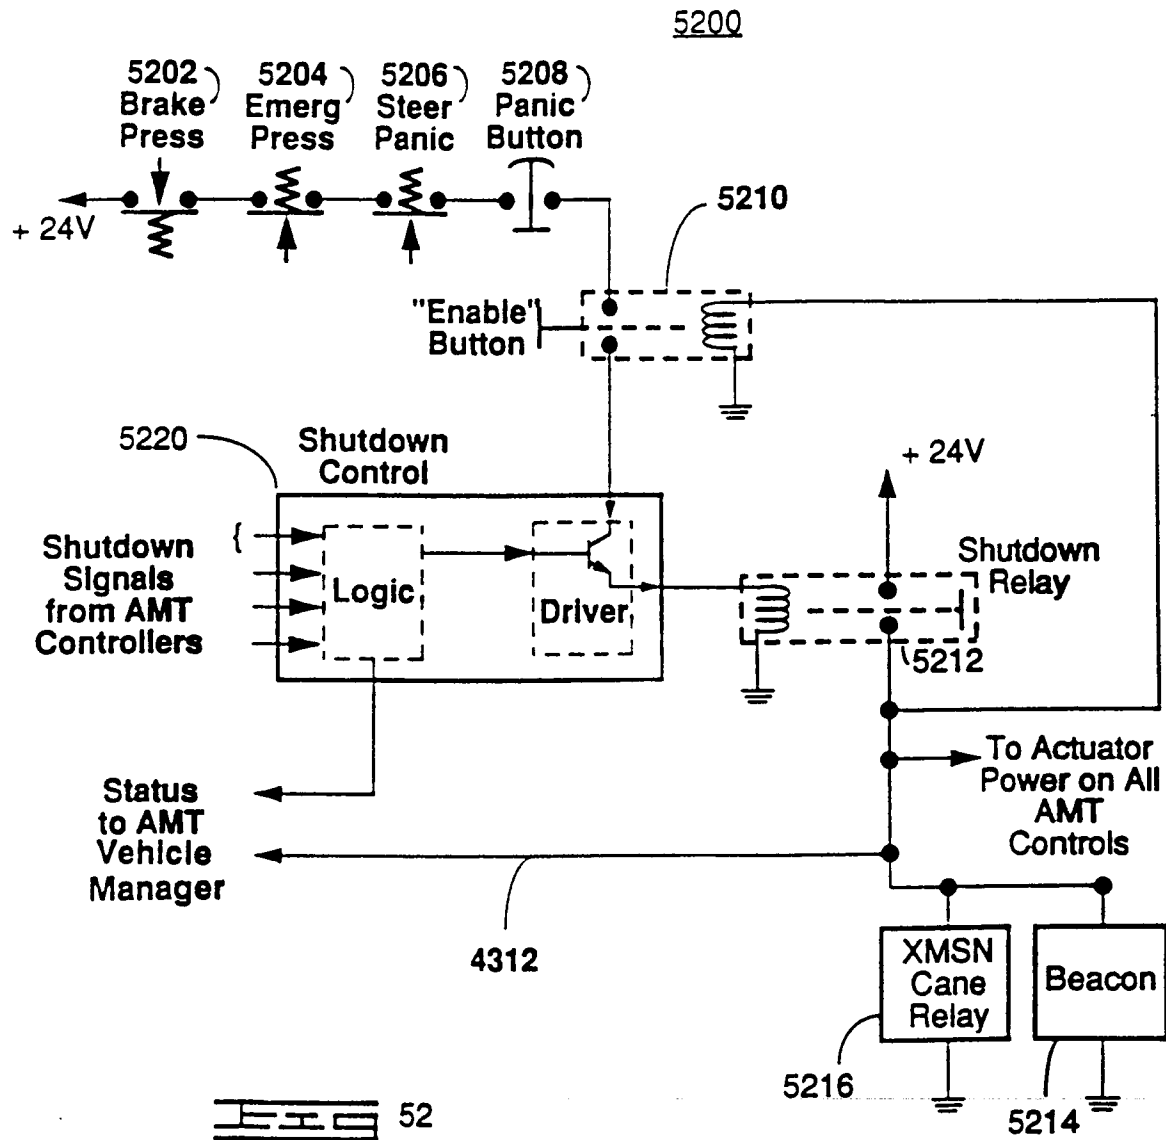 5200
5202
Brake
Press
5204
Emerg
Press
5206
Steer
Panic
5208
Panic
Button
+ 24V
5210
"Enable"
Button
5220
Shutdown
Control
+ 24V
Shutdown
Signals
from AMT
Controllers
{
Logic
Driver
Shutdown
Relay
5212
To Actuator
Power on All
AMT
Controls
Status
to AMT
Vehicle
Manager
4312
XMSN
Cane
Relay
Beacon
5216
5214
52